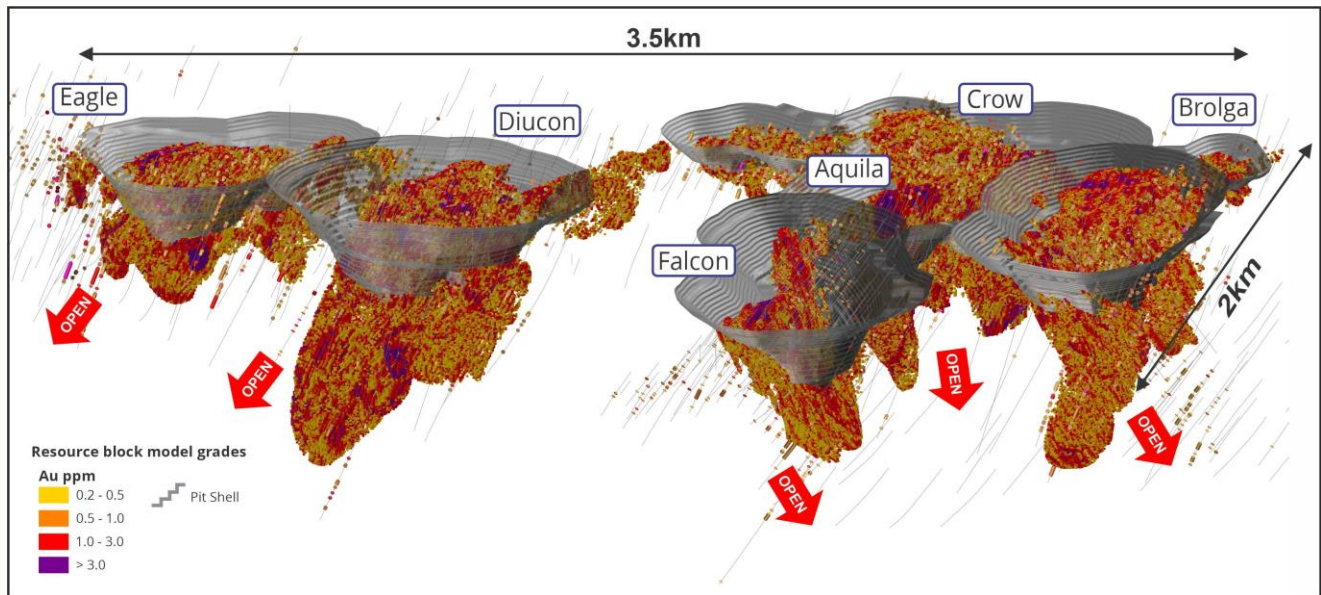 3.5km
Eagle
Diucon
Crow
Brolga
Aquila
Falcon
2km
OPEN
OPEN
OPEN
OPEN
OPEN
Resource block model grades
Au ppm
0.2 - 0.5
Pit Shell
0.5 - 1.0
1.0 - 3.0
> 3.0